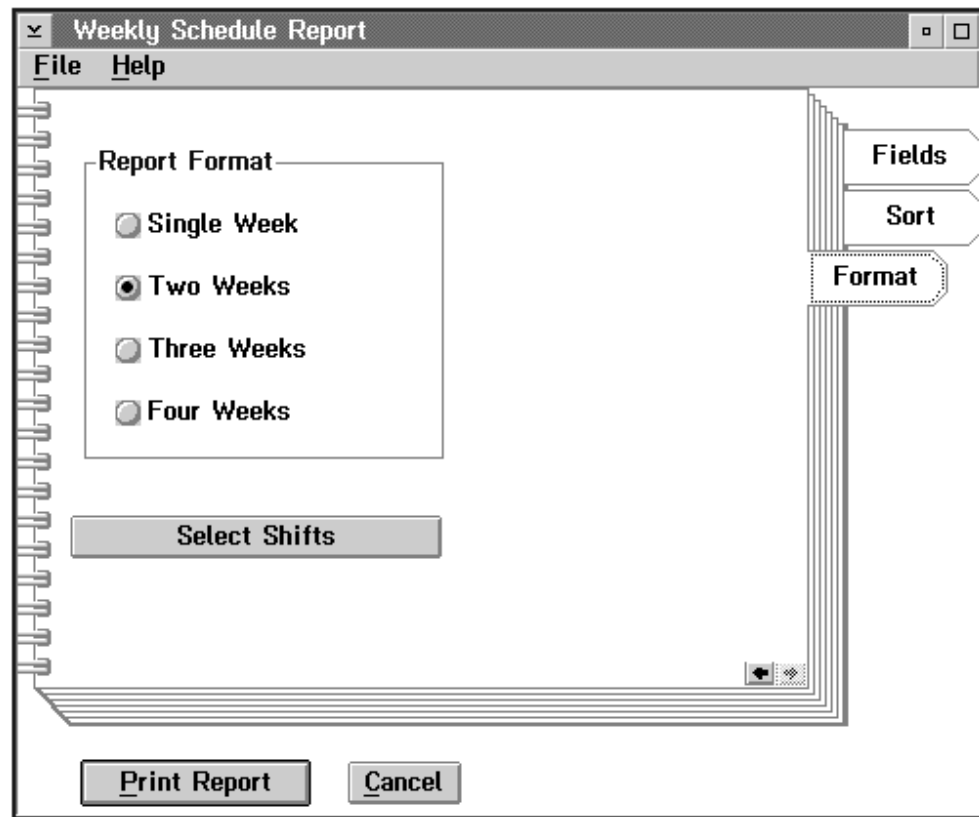 Weekly Schedule Report
File Help
Report Format
Single Week
Two Weeks
Three Weeks
Four Weeks
Select Shifts
Fields
Sort
Format
Print Report Cancel